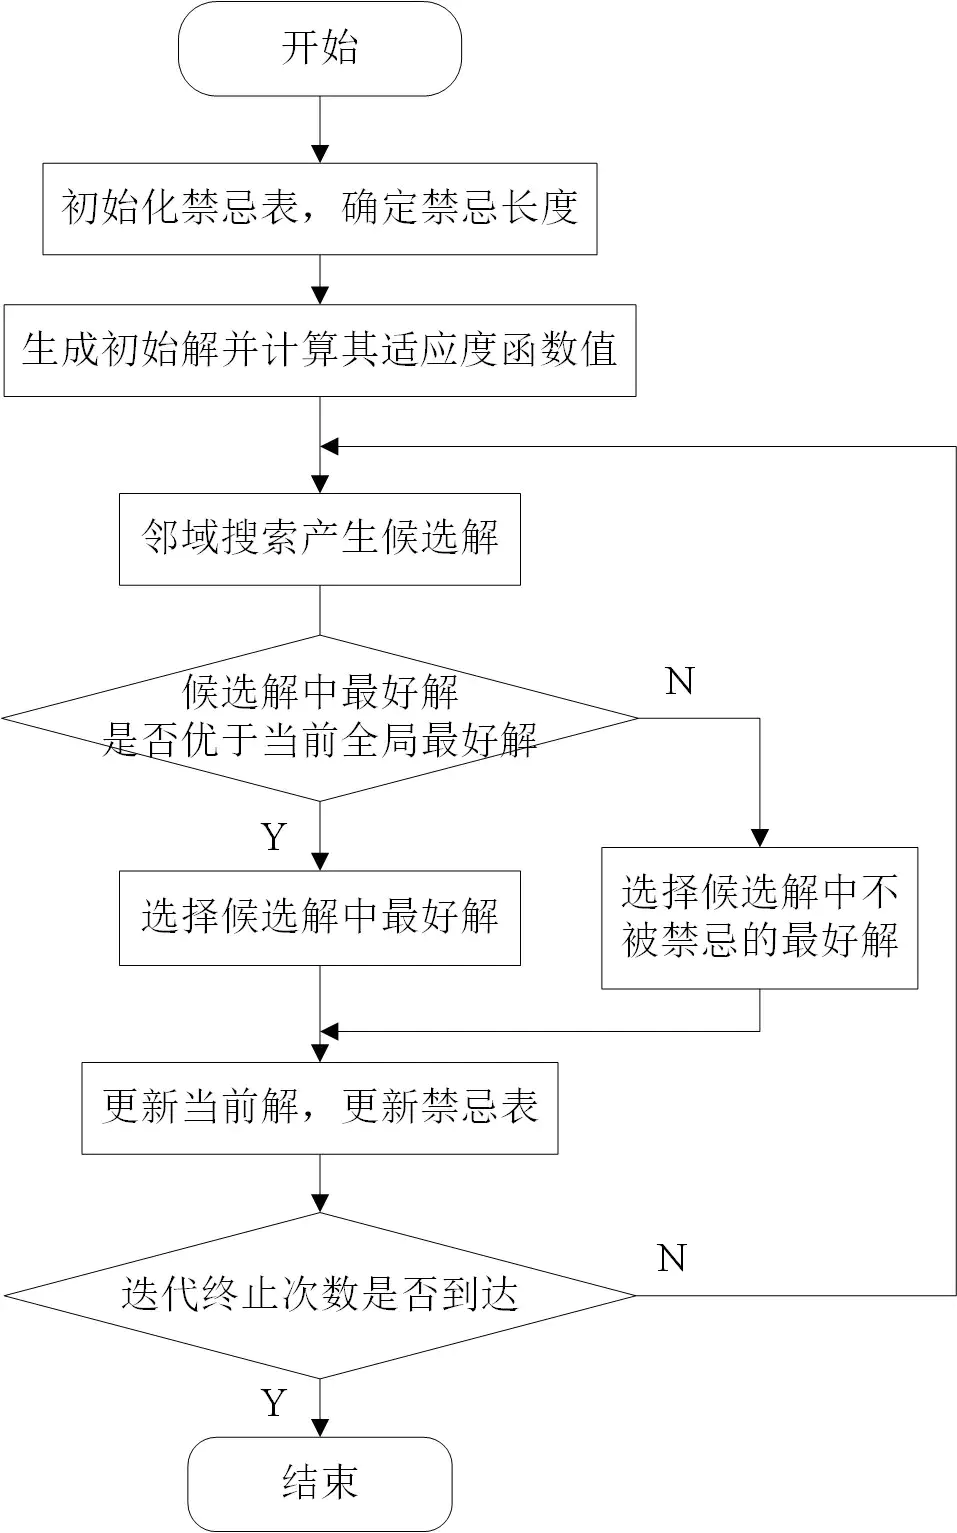 开始
初始化禁忌表，确定禁忌长度
生成初始解并计算其适应度函数值
邻域搜索产生候选解
候选解中最好解
是否优于当前全局最好解
N
Y
选择候选解中最好解
选择候选解中不
被禁忌的最好解
更新当前解，更新禁忌表
迭代终止次数是否到达
N
Y
结束